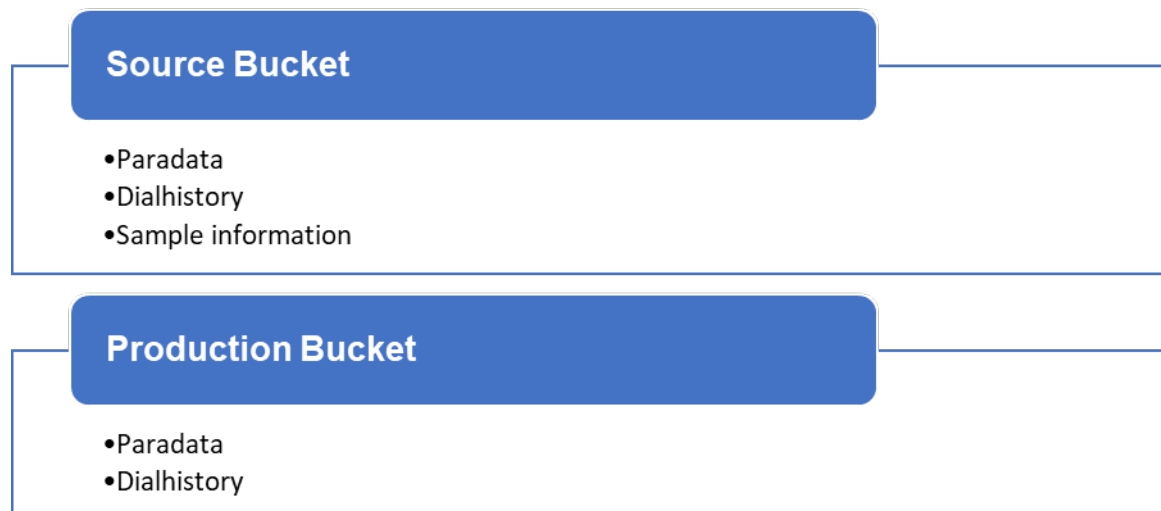 Source Bucket
•Paradata
•Dialhistory
•Sample information
Production Bucket
•Paradata
•Dialhistory